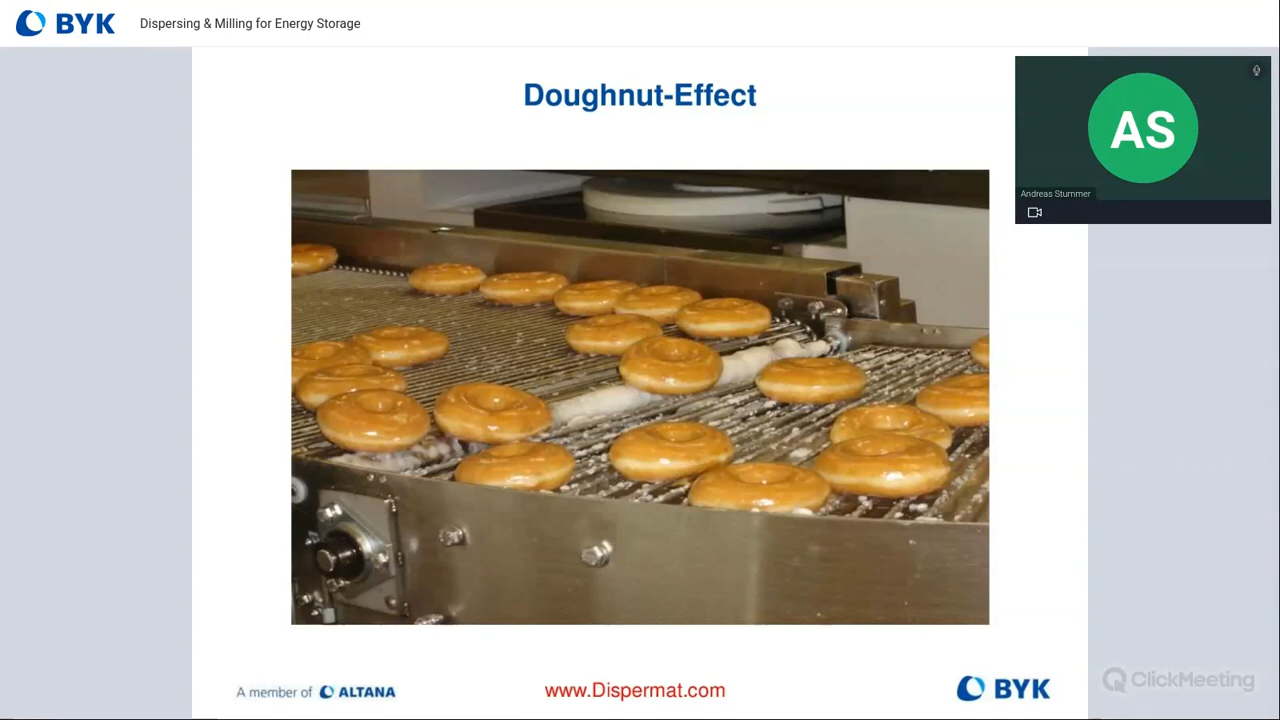 BYK
Dispersing & Milling for Energy Storage
Doughnut-Effect
AS
Andreas Stummer
A member of ALTANA
www.Dispermat.com
BYK
ClickMeeting